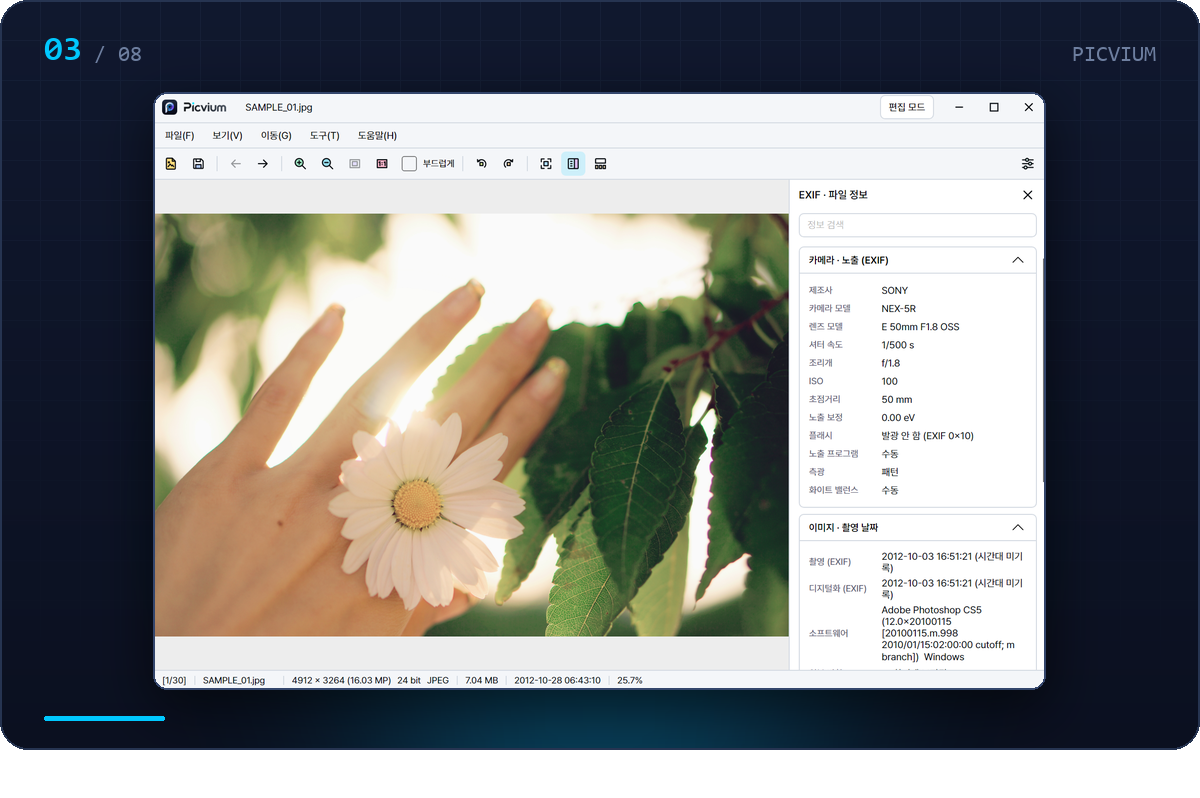 03 / 08
PICVIUM
Picvium SAMPLE_01.jpg
편집 모드
파일(F) 보기(V) 이동(G) 도구(T) 도움말(H)
1:1 부드럽게
EXIF · 파일 정보
정보 검색
카메라 · 노출 (EXIF)
제조사 SONY
카메라 모델 NEX-5R
렌즈 모델 E 50mm F1.8 OSS
셔터 속도 1/500 s
조리개 f/1.8
ISO 100
초점거리 50 mm
노출 보정 0.00 eV
플래시 발광 안 함 (EXIF 0×10)
노출 프로그램 수동
측광 패턴
화이트 밸런스 수동
이미지 · 촬영 날짜
촬영 (EXIF) 2012-10-03 16:51:21 (시간대 미기
록)
디지털화 (EXIF) 2012-10-03 16:51:21 (시간대 미기
록)
소프트웨어 Adobe Photoshop CS5
(12.0×20100115
[20100115.m.998
2010/01/15:02:00:00 cutoff; m
branch]) Windows
[1/30] SAMPLE_01.jpg 4912 × 3264 (16.03 MP) 24 bit JPEG 7.04 MB 2012-10-28 06:43:10 25.7%